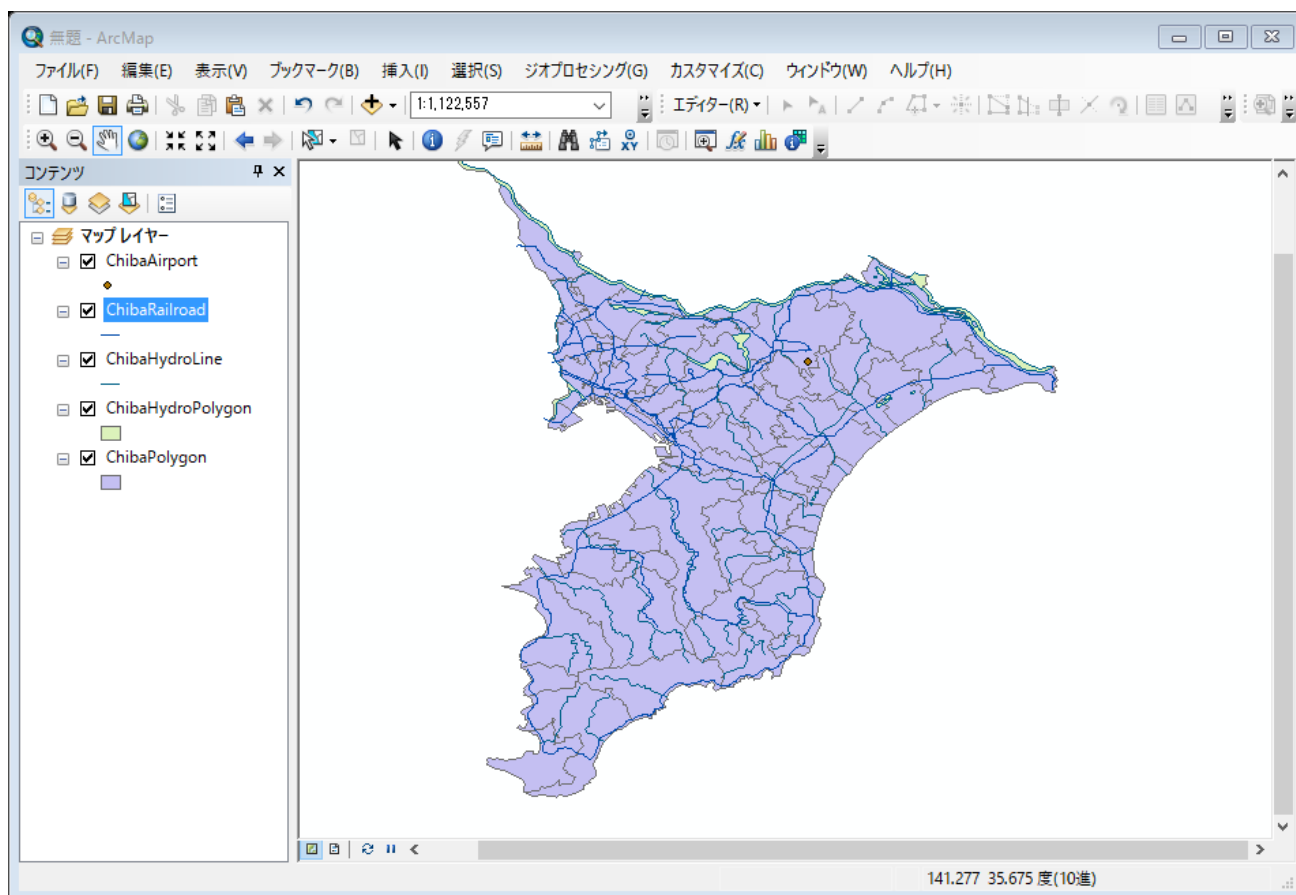 無題 - ArcMap
ファイル(F) 編集(E) 表示(V) ブックマーク(B) 挿入(I) 選択(S) ジオプロセシング(G) カスタマイズ(C) ウィンドウ(W) ヘルプ(H)
1:1,122,557 エディター(R)
XY
コンテンツ
マップ レイヤー
ChibaAirport
ChibaRailroad
ChibaHydroLine
ChibaHydroPolygon
ChibaPolygon
141.277 35.675 度(10進)